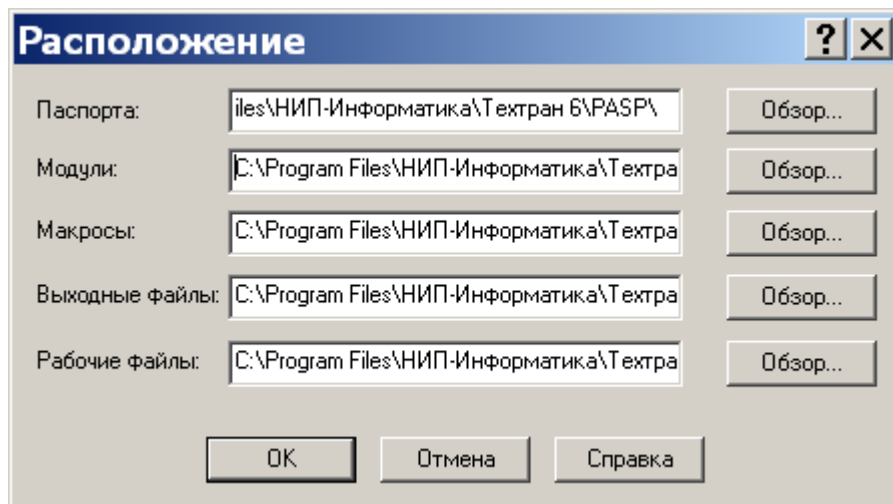 Расположение
Паспорта: iles\НИП-Информатика\Техтран 6\PASP\ Обзор...
Модули: C:\Program Files\НИП-Информатика\Техтра Обзор...
Макросы: C:\Program Files\НИП-Информатика\Техтра Обзор...
Выходные файлы: C:\Program Files\НИП-Информатика\Техтра Обзор...
Рабочие файлы: C:\Program Files\НИП-Информатика\Техтра Обзор...
OK Отмена Справка